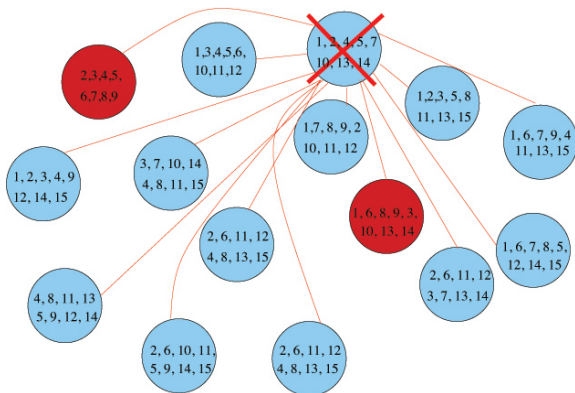 1, 2, 4, 5, 7
10, 13, 14
2,3,4,5,
6,7,8,9
1,3,4,5,6,
10,11,12
1,2,3,5, 8
11, 13, 15
1, 6, 7, 9, 4
11, 13, 15
1,7, 8, 9, 2
10, 11, 12
3, 7, 10, 14
4, 8, 11, 15
1, 2, 3, 4, 9
12, 14, 15
1, 6, 8, 9, 3,
10, 13, 14
2, 6, 11, 12
4, 8, 13, 15
1, 6, 7, 8, 5,
12, 14, 15
2, 6, 11, 12
3, 7, 13, 14
4, 8, 11, 13
5, 9, 12, 14
2, 6, 10, 11,
5, 9, 14, 15
2, 6, 11, 12
4, 8, 13, 15